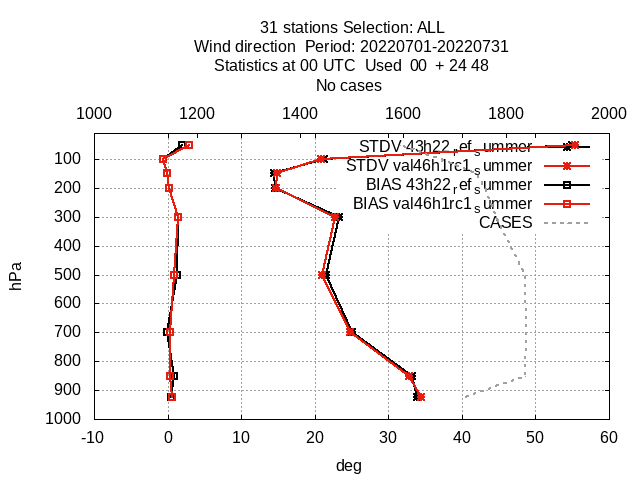 31 stations Selection: ALL
Wind direction  Period: 20220701-20220731
Statistics at 00 UTC  Used  00  + 24 48
No cases
1000 1200 1400 1600 1800 2000
STDV 43h22_ref_summer
STDV val46h1rc1_summer
BIAS 43h22_ref_summer
BIAS val46h1rc1_summer
CASES
100
200
300
400
500
600
700
800
900
1000
hPa
-10 0 10 20 30 40 50 60
deg